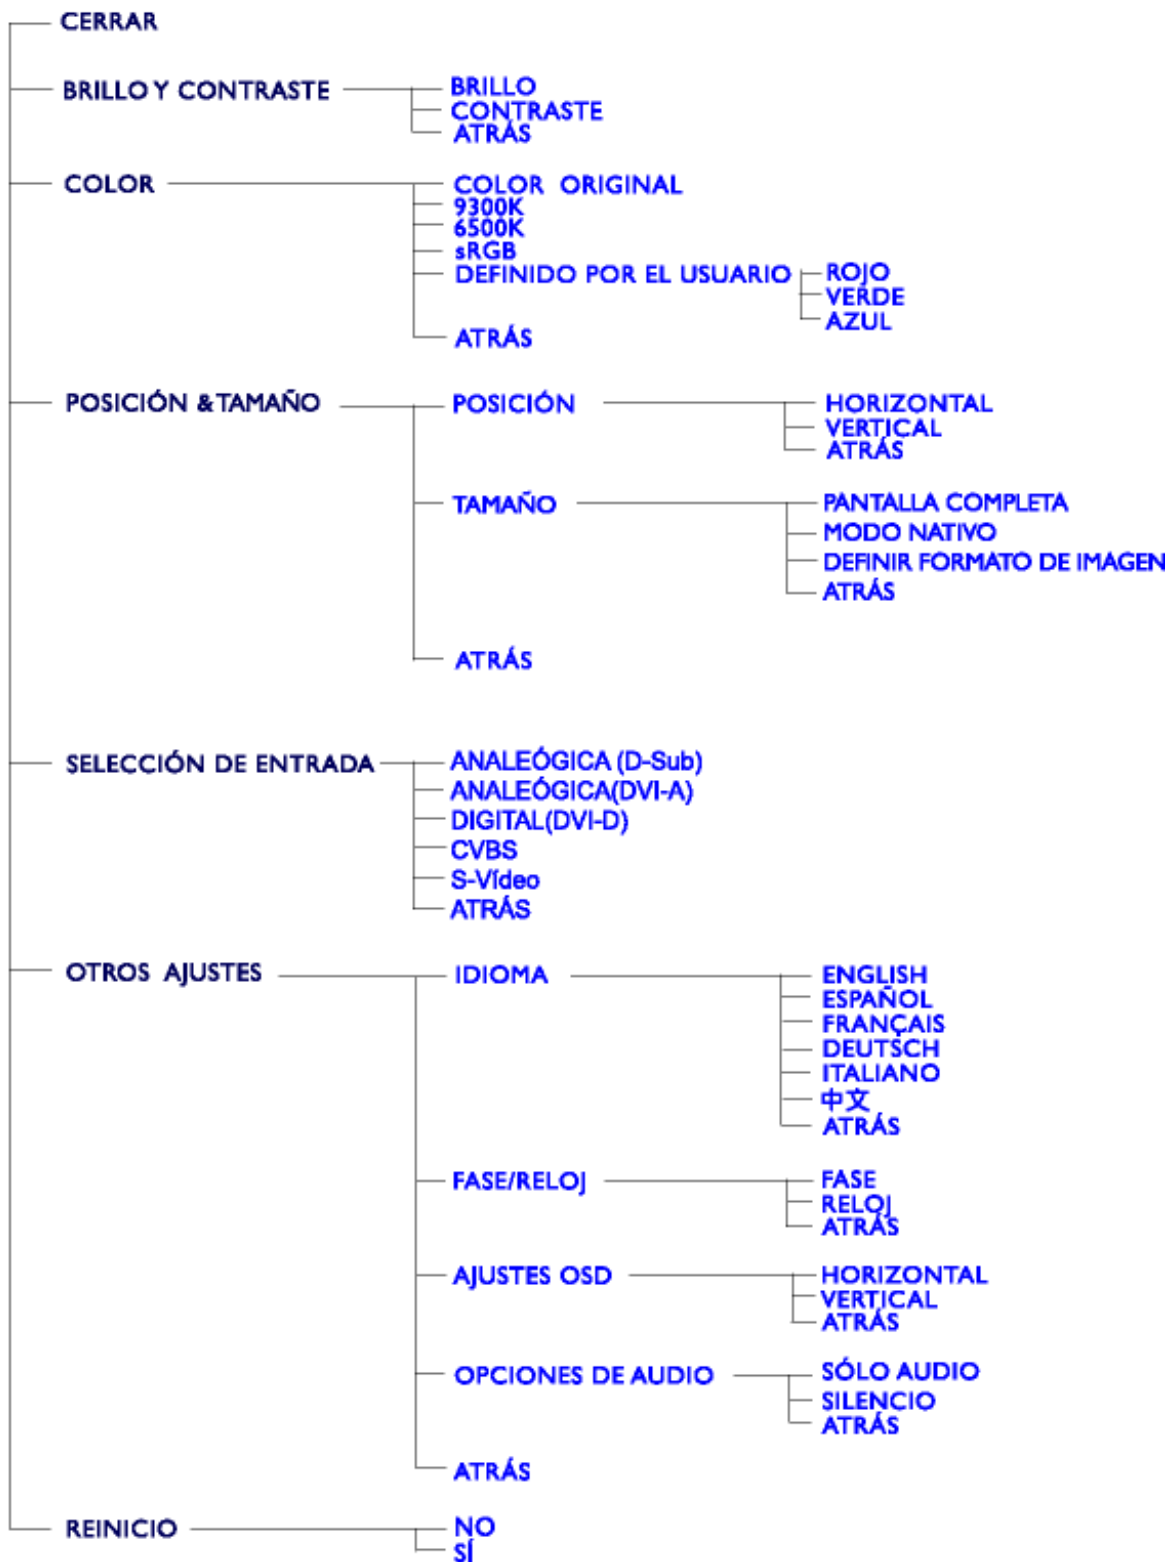 CERRAR
BRILLO Y CONTRASTE
BRILLO
CONTRASTE
ATRÁS
COLOR
COLOR ORIGINAL
9300K
6500K
sRGB
DEFINIDO POR EL USUARIO
ROJO
VERDE
AZUL
ATRÁS
POSICIÓN & TAMAÑO
POSICIÓN
HORIZONTAL
VERTICAL
ATRÁS
TAMAÑO
PANTALLA COMPLETA
MODO NATIVO
DEFINIR FORMATO DE IMAGEN
ATRÁS
ATRÁS
SELECCIÓN DE ENTRADA
ANALEÓGICA (D-Sub)
ANALEÓGICA(DVI-A)
DIGITAL(DVI-D)
CVBS
S-Vídeo
ATRÁS
OTROS AJUSTES
IDIOMA
ENGLISH
ESPAÑOL
FRANÇAIS
DEUTSCH
ITALIANO
中文
ATRÁS
FASE/RELOJ
FASE
RELOJ
ATRÁS
AJUSTES OSD
HORIZONTAL
VERTICAL
ATRÁS
OPCIONES DE AUDIO
SÓLO AUDIO
SILENCIO
ATRÁS
ATRÁS
REINICIO
NO
SÍ